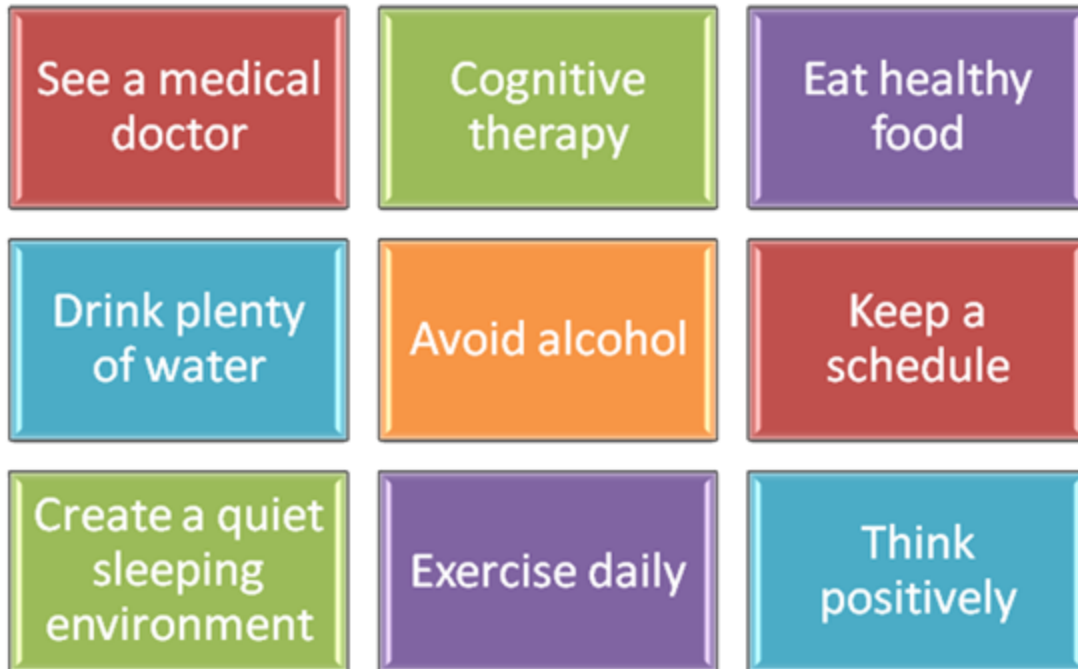 See a medical
doctor
Cognitive
therapy
Eat healthy
food
Drink plenty
of water
Avoid alcohol
Keep a
schedule
Create a quiet
sleeping
environment
Exercise daily
Think
positively